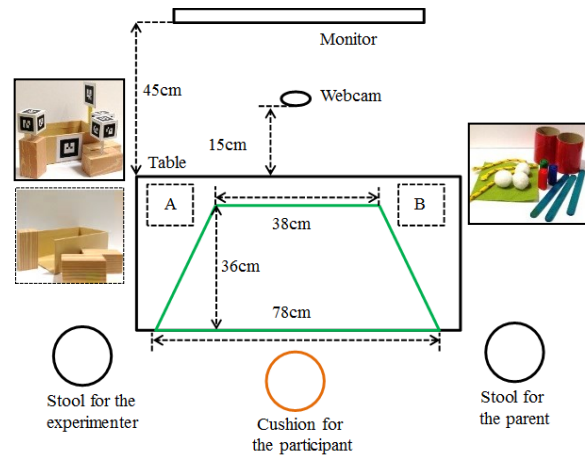 Monitor
45cm
Webcam
15cm
Table
A
B
38cm
36cm
78cm
Stool for the
experimenter
Cushion for
the participant
Stool for
the parent